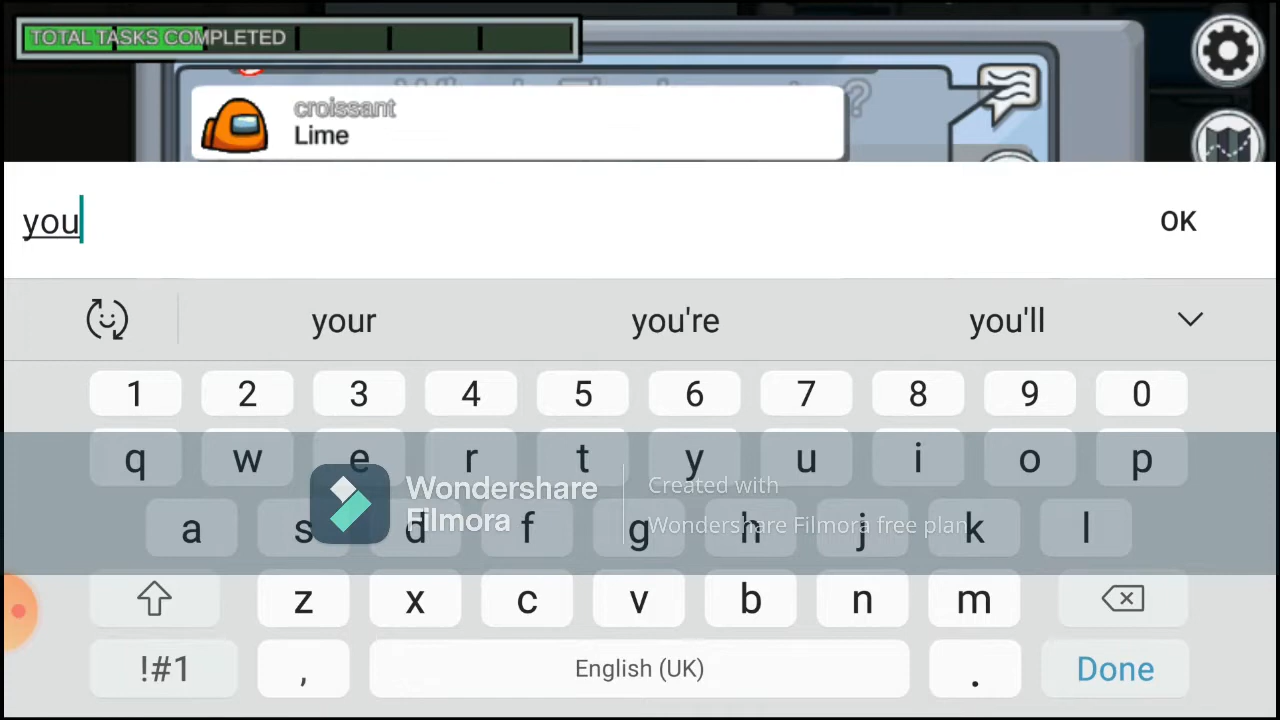 TOTAL TASKS COMPLETED
?
croissant
Lime
you
OK
your you're you'll
1 2 3 4 5 6 7 8 9 0
q w e r t y u i o p
Wondershare Filmora
Created with
Wondershare Filmora free plan
a s d f g h j k l
z x c v b n m
!#1 , English (UK) . Done